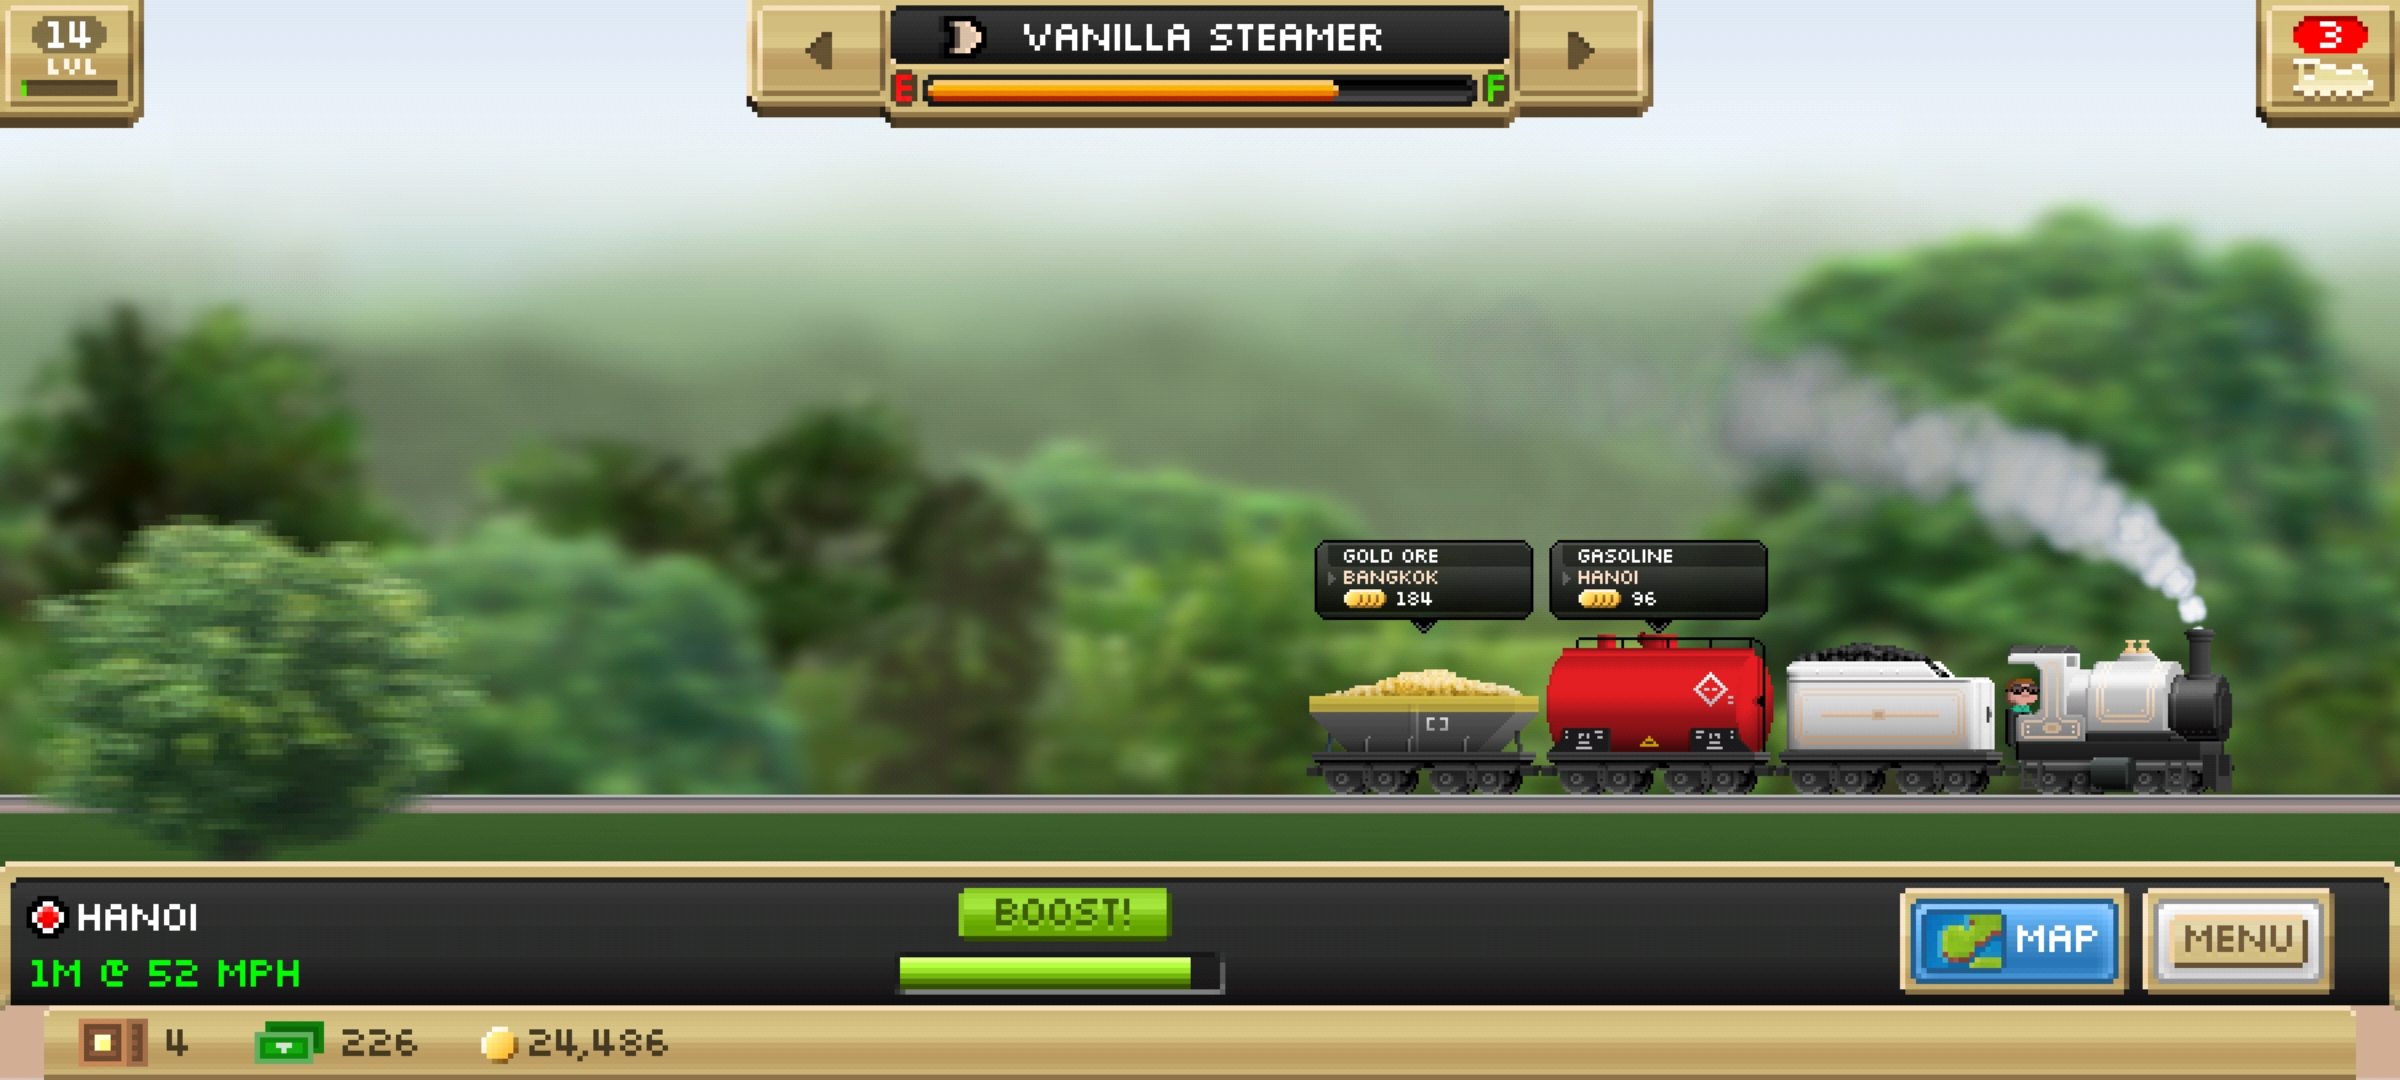 14
LVL
VANILLA STEAMER
E
F
3
GOLD ORE
BANGKOK
184
GASOLINE
HANOI
96
HANOI
1M @ 52 MPH
BOOST!
MAP
MENU
4
226
24,486